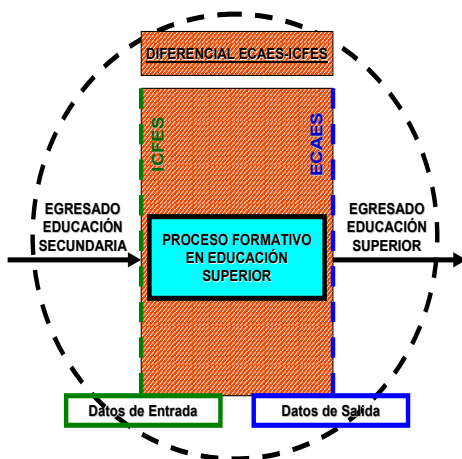 DIFERENCIAL ECAES-ICFES
ICFES
ECAES
EGRESADO
EDUCACIÓN
SECUNDARIA
PROCESO FORMATIVO
EN EDUCACIÓN
SUPERIOR
EGRESADO
EDUCACIÓN
SUPERIOR
Datos de Entrada
Datos de Salida